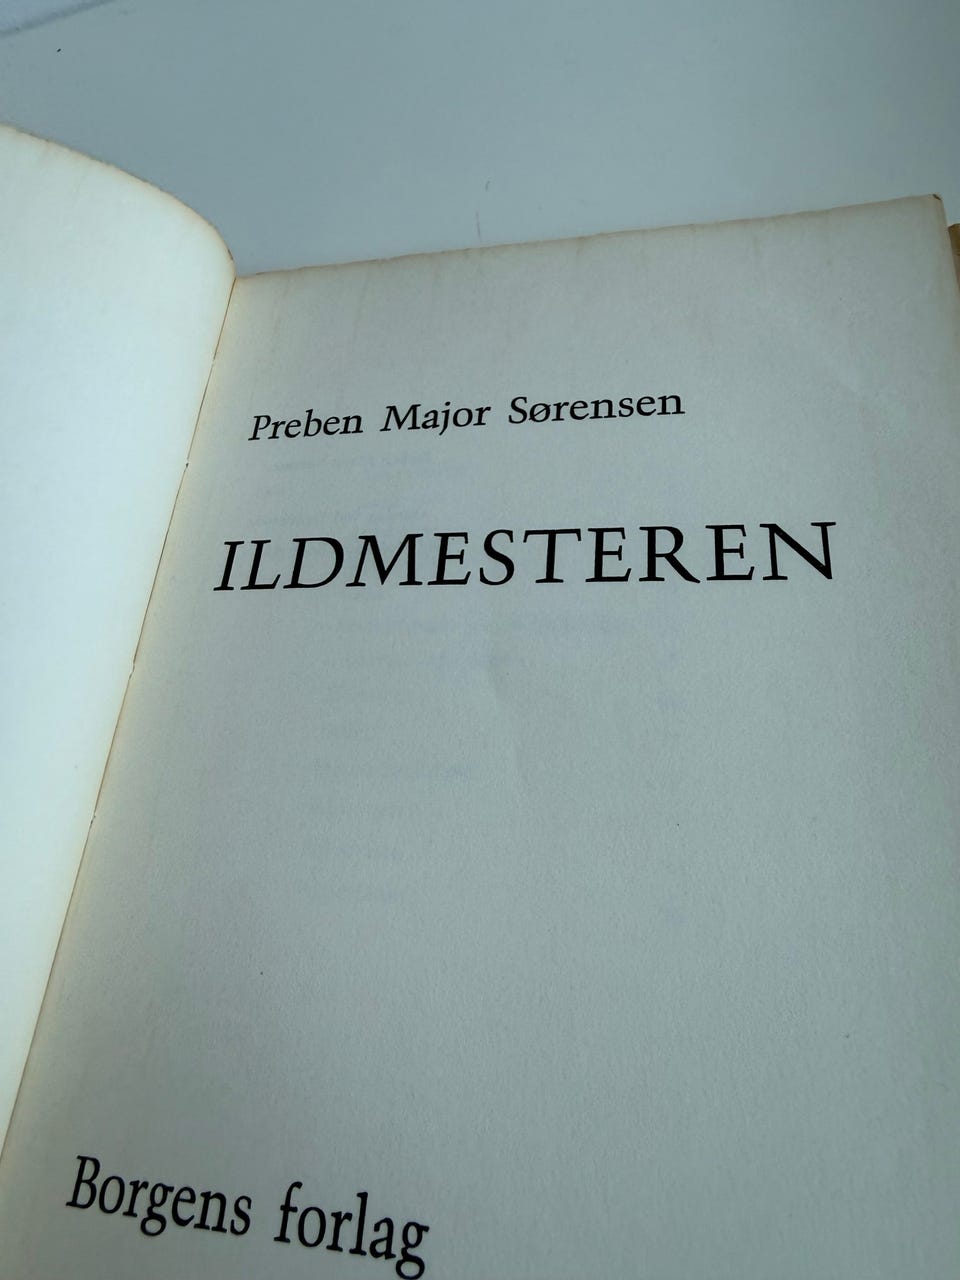 Preben Major Sørensen
ILDMESTEREN
Borgens forlag